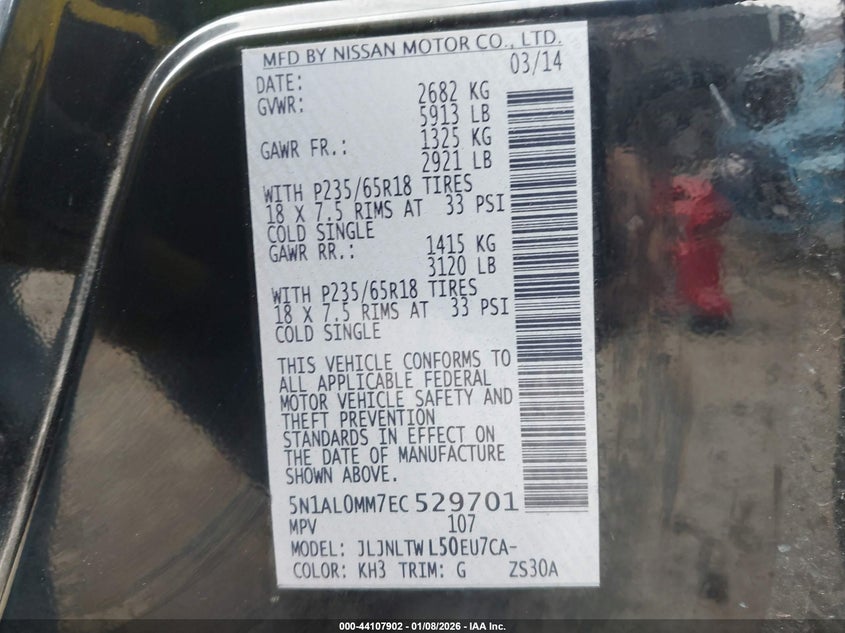 MFD BY NISSAN MOTOR CO., LTD.
DATE: 03/14
GVWR: 2682 KG
5913 LB
GAWR FR.: 1325 KG
2921 LB
WITH P235/65R18 TIRES
18 X 7.5 RIMS AT 33 PSI
COLD SINGLE
GAWR RR.: 1415 KG
3120 LB
WITH P235/65R18 TIRES
18 X 7.5 RIMS AT 33 PSI
COLD SINGLE
THIS VEHICLE CONFORMS TO
ALL APPLICABLE FEDERAL
MOTOR VEHICLE SAFETY AND
THEFT PREVENTION
STANDARDS IN EFFECT ON
THE DATE OF MANUFACTURE
SHOWN ABOVE.
5N1AL0MM7EC529701
MPV 107
MODEL: JLJNLTWL50EU7CA-
COLOR: KH3 TRIM: G ZS30A
000-44107902 - 01/08/2026 - IAA Inc.